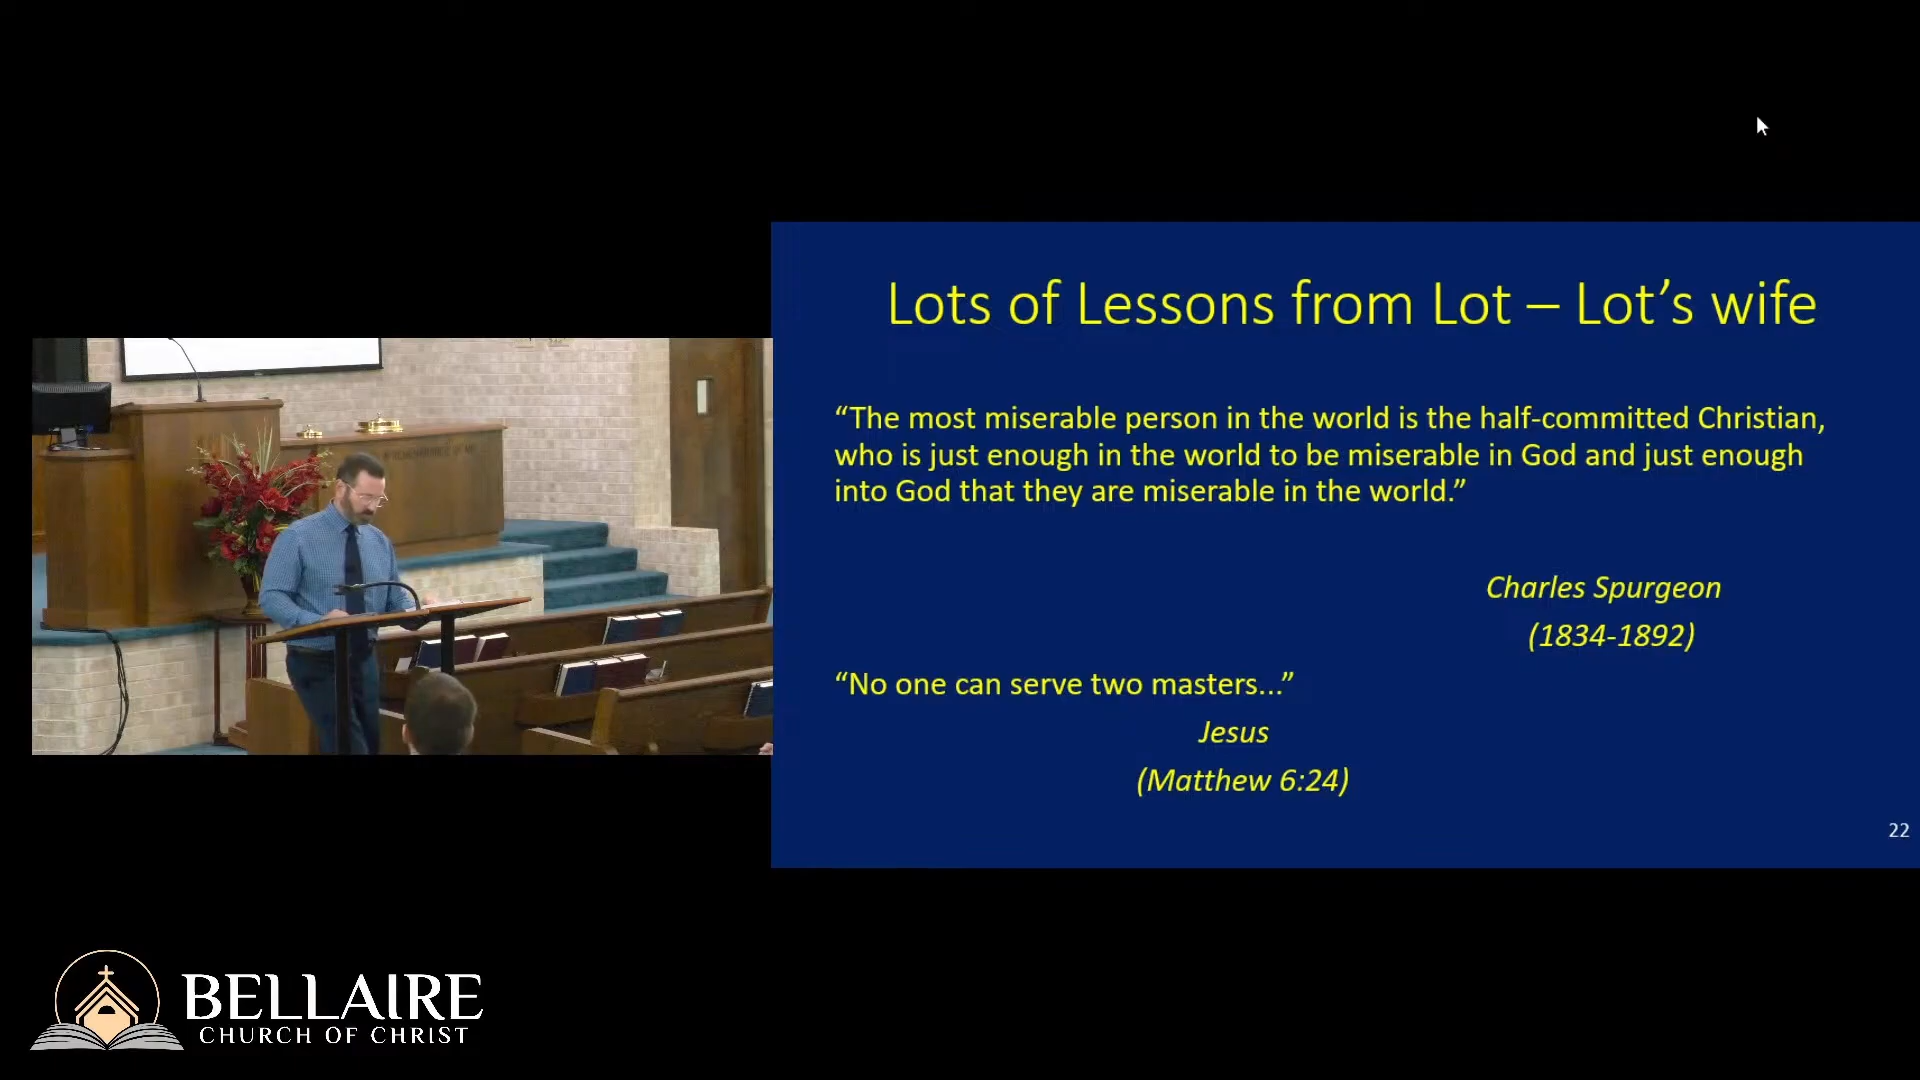 Lots of Lessons from Lot – Lot’s wife
“The most miserable person in the world is the half-committed Christian,
who is just enough in the world to be miserable in God and just enough
into God that they are miserable in the world.”
Charles Spurgeon
(1834-1892)
“No one can serve two masters...”
Jesus
(Matthew 6:24)
22
BELLAIRE
CHURCH OF CHRIST